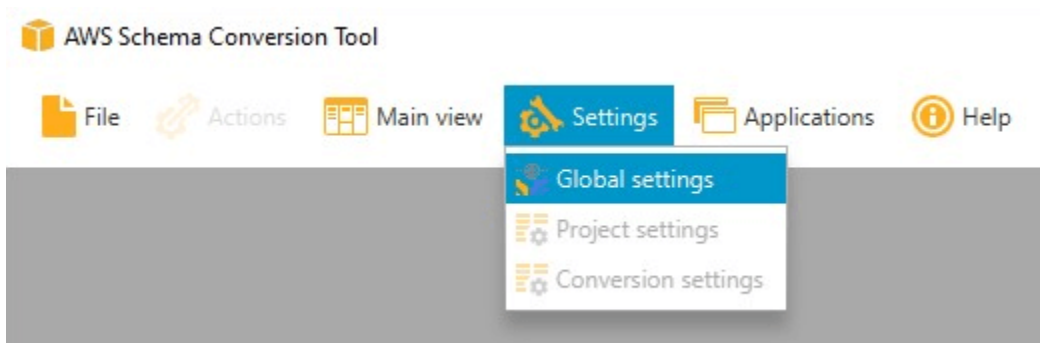 AWS Schema Conversion Tool
File Actions Main view Settings Applications Help
Global settings
Project settings
Conversion settings